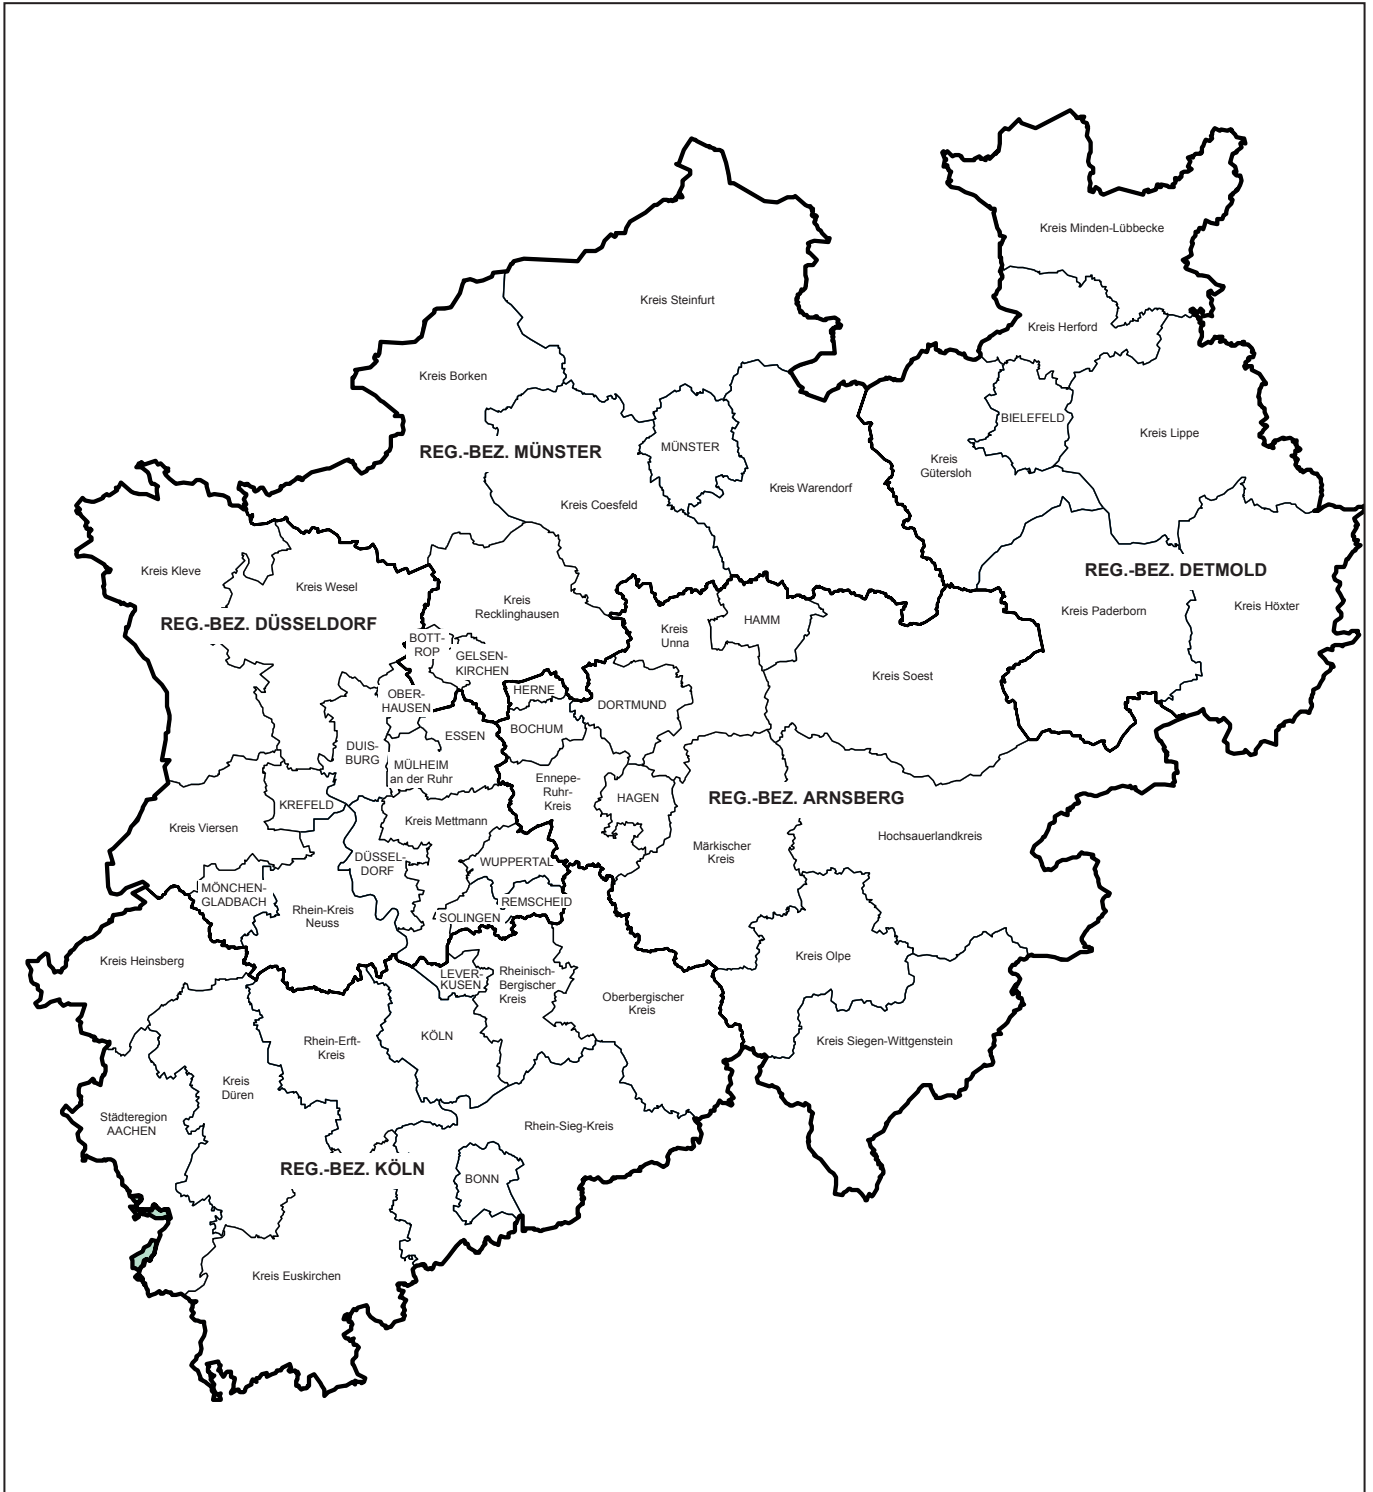 Kreis Minden-Lübbecke
Kreis Steinfurt
Kreis Herford
Kreis Borken
BIELEFELD
Kreis Lippe
MÜNSTER
REG.-BEZ. MÜNSTER
Kreis
Gütersloh
Kreis Warendorf
Kreis Coesfeld
Kreis Kleve
REG.-BEZ. DETMOLD
Kreis Wesel
Kreis
Recklinghausen
Kreis Paderborn
Kreis Höxter
REG.-BEZ. DÜSSELDORF
HAMM
Kreis
Unna
BOTT-
ROP
GELSEN-
KIRCHEN
Kreis Soest
HERNE
OBER-
HAUSEN
DORTMUND
BOCHUM
ESSEN
DUIS-
BURG
MÜLHEIM
an der Ruhr
Ennepe-
Ruhr-
Kreis
HAGEN
REG.-BEZ. ARNSBERG
KREFELD
Kreis Viersen
Kreis Mettmann
Hochsauerlandkreis
Märkischer
Kreis
DÜSSEL-
DORF
WUPPERTAL
MÖNCHEN-
GLADBACH
REMSCHEID
Rhein-Kreis
Neuss
SOLINGEN
Kreis Heinsberg
Kreis Olpe
LEVER-
KUSEN
Rheinisch-
Bergischer
Kreis
Oberbergischer
Kreis
KÖLN
Rhein-Erft-
Kreis
Kreis Siegen-Wittgenstein
Kreis
Düren
Städteregion
AACHEN
Rhein-Sieg-Kreis
REG.-BEZ. KÖLN
BONN
Kreis Euskirchen